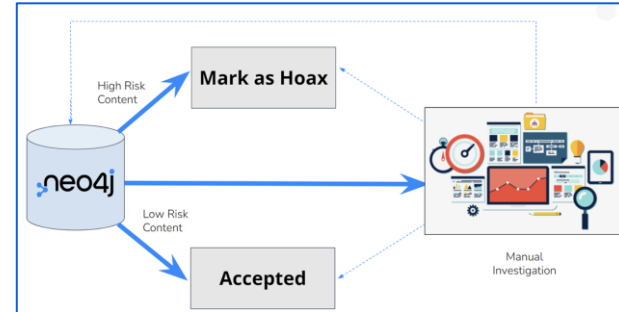 High Risk
Content
Mark as Hoax
neo4j
Low Risk
Content
Accepted
Manual
Investigation